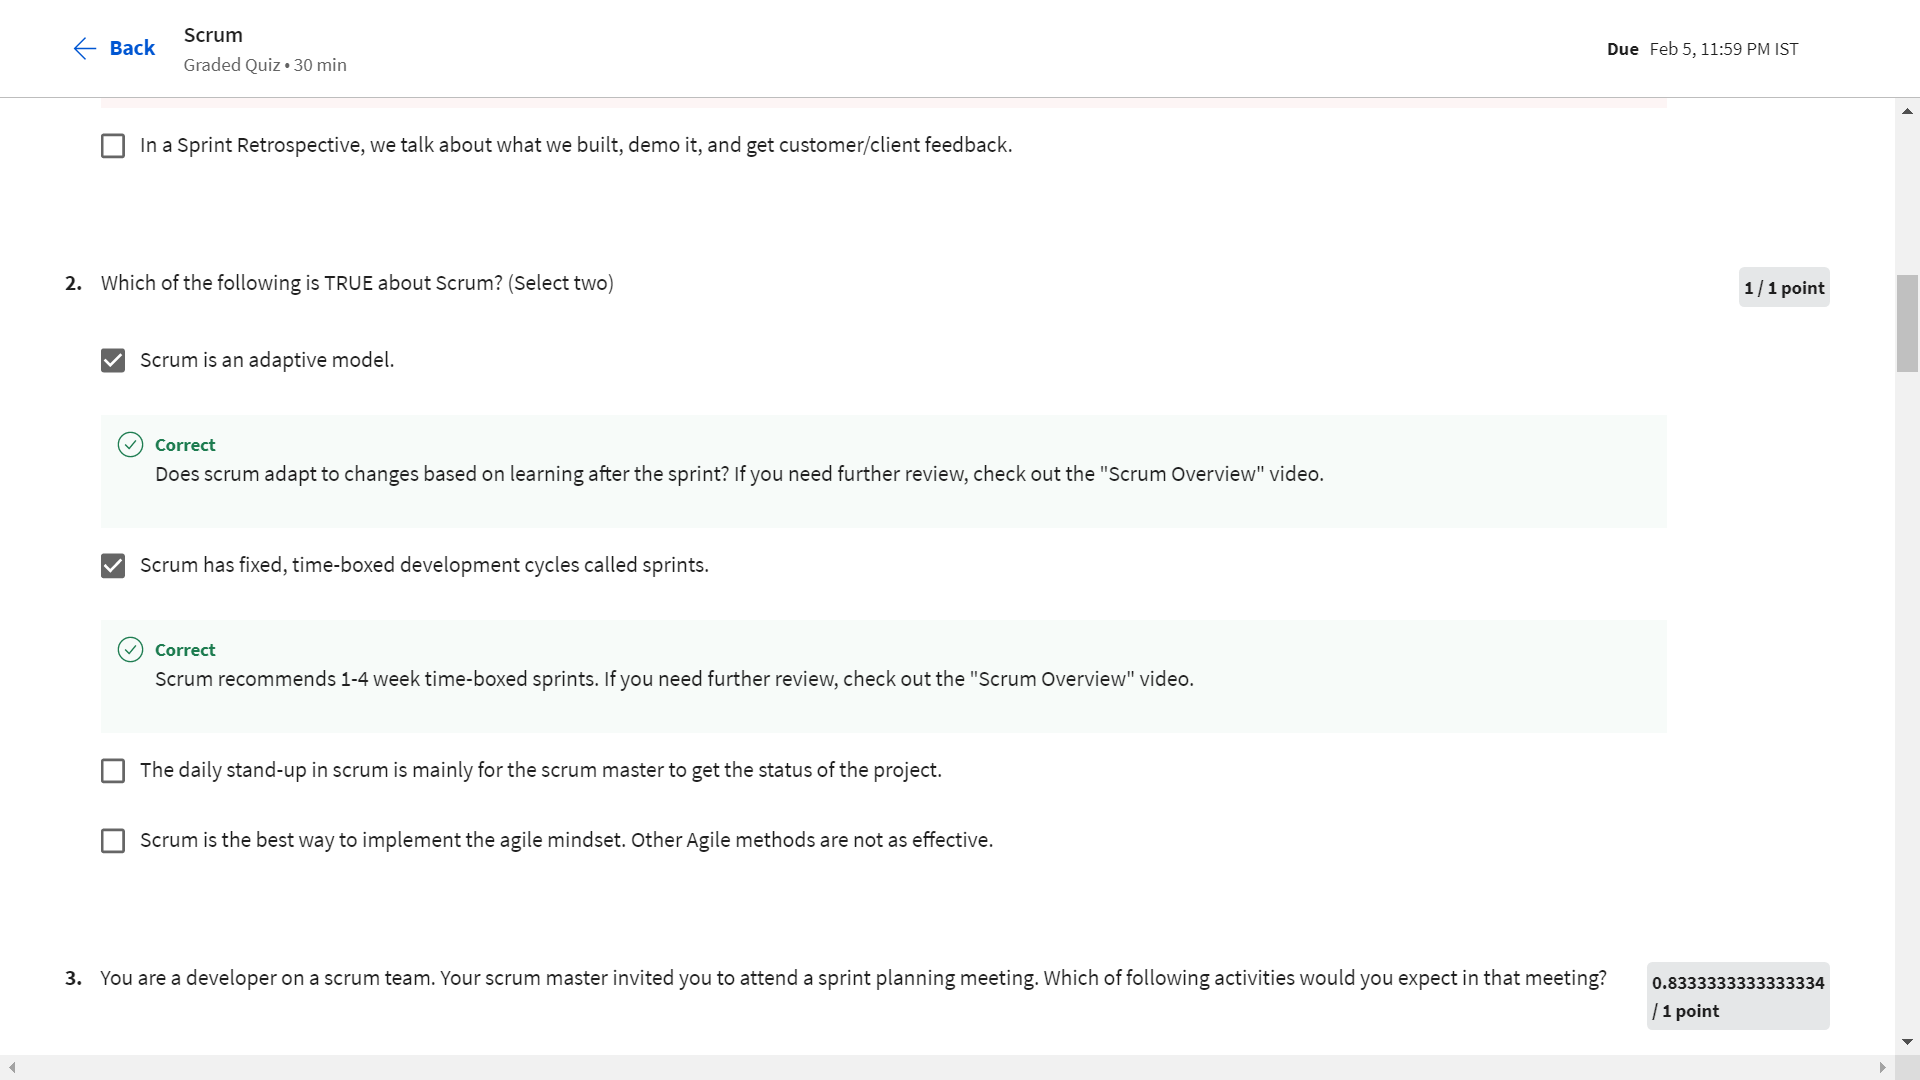 Back
Scrum
Graded Quiz • 30 min
Due Feb 5, 11:59 PM IST
In a Sprint Retrospective, we talk about what we built, demo it, and get customer/client feedback.
2. Which of the following is TRUE about Scrum? (Select two)
1 / 1 point
Scrum is an adaptive model.
Correct
Does scrum adapt to changes based on learning after the sprint? If you need further review, check out the "Scrum Overview" video.
Scrum has fixed, time-boxed development cycles called sprints.
Correct
Scrum recommends 1-4 week time-boxed sprints. If you need further review, check out the "Scrum Overview" video.
The daily stand-up in scrum is mainly for the scrum master to get the status of the project.
Scrum is the best way to implement the agile mindset. Other Agile methods are not as effective.
3. You are a developer on a scrum team. Your scrum master invited you to attend a sprint planning meeting. Which of following activities would you expect in that meeting?
0.8333333333333334
/ 1 point